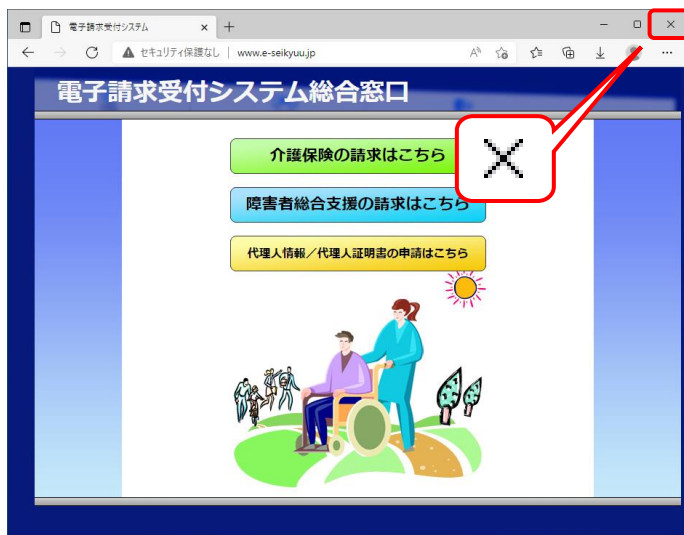 電子請求受付システム
セキュリティ保護なし | www.e-seikyuu.jp
電子請求受付システム総合窓口
介護保険の請求はこちら
障害者総合支援の請求はこちら
代理人情報/代理人証明書の申請はこちら